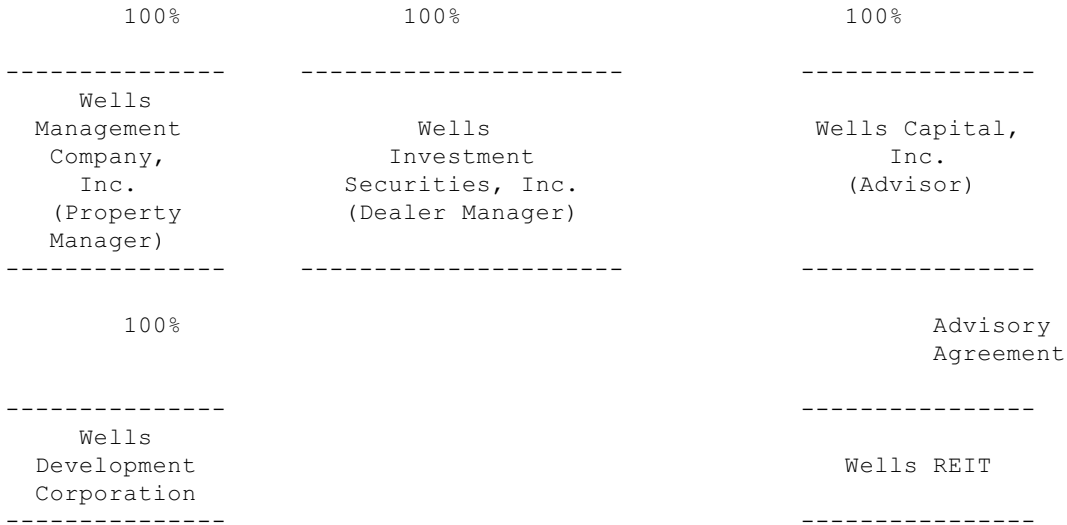 100% 100% 100%
--------------- ---------------------- ----------------
Wells
Management Wells Wells Capital,
Company, Investment Inc.
Inc. Securities, Inc. (Advisor)
(Property (Dealer Manager)
Manager)
--------------- ---------------------- ----------------
100% Advisory
Agreement
--------------- ----------------
Wells
Development Wells REIT
Corporation
--------------- ----------------